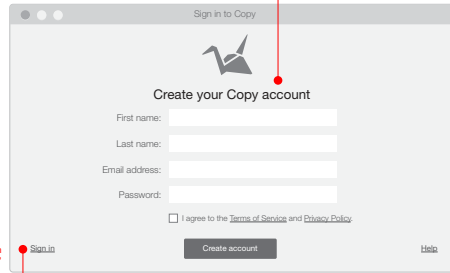 Sign in to Copy
Create your Copy account
First name:
Last name:
Email address:
Password:
I agree to the Terms of Service and Privacy Policy.
Sign in
Create account
Help